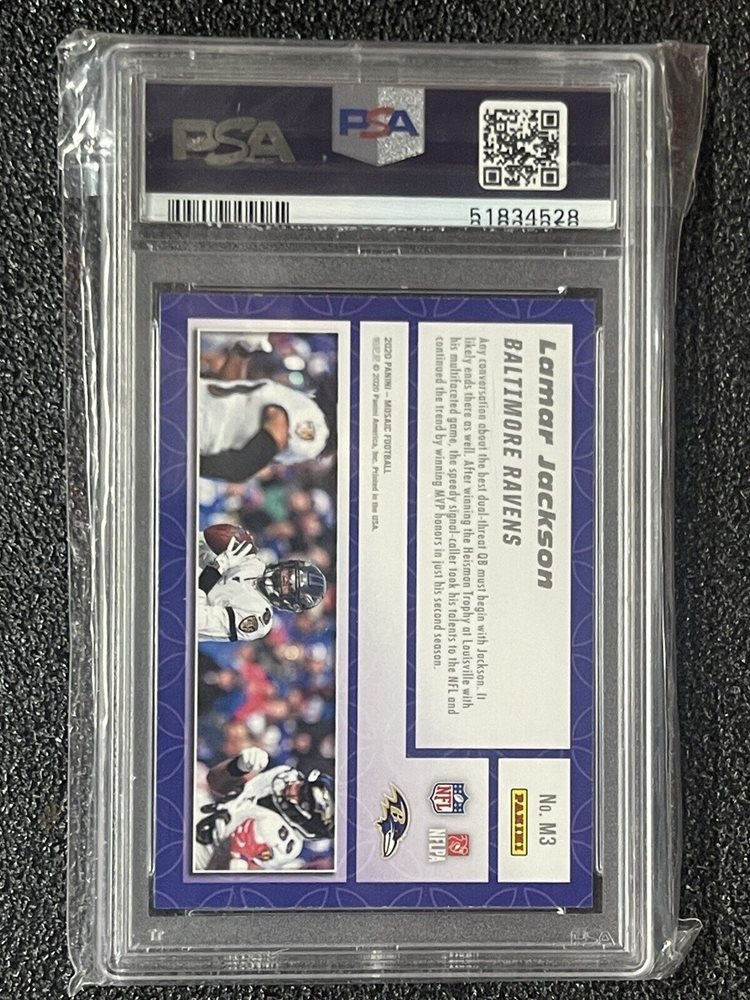 PSA
PSA
51834528
Lamar Jackson
BALTIMORE RAVENS
Any conversation about the best dual-threat QB must begin with Jackson. It
likely ends there as well. After winning the Heisman Trophy at Louisville with
his multifaceted game, the speedy signal-caller took his talents to the NFL and
continued the trend by winning MVP honors in just his second season.
No. M3
PANINI
NFL
NFLPA
B
2020 PANINI – MOSAIC FOOTBALL
© 2020 Panini America, Inc. Printed in the USA.
8
PSA